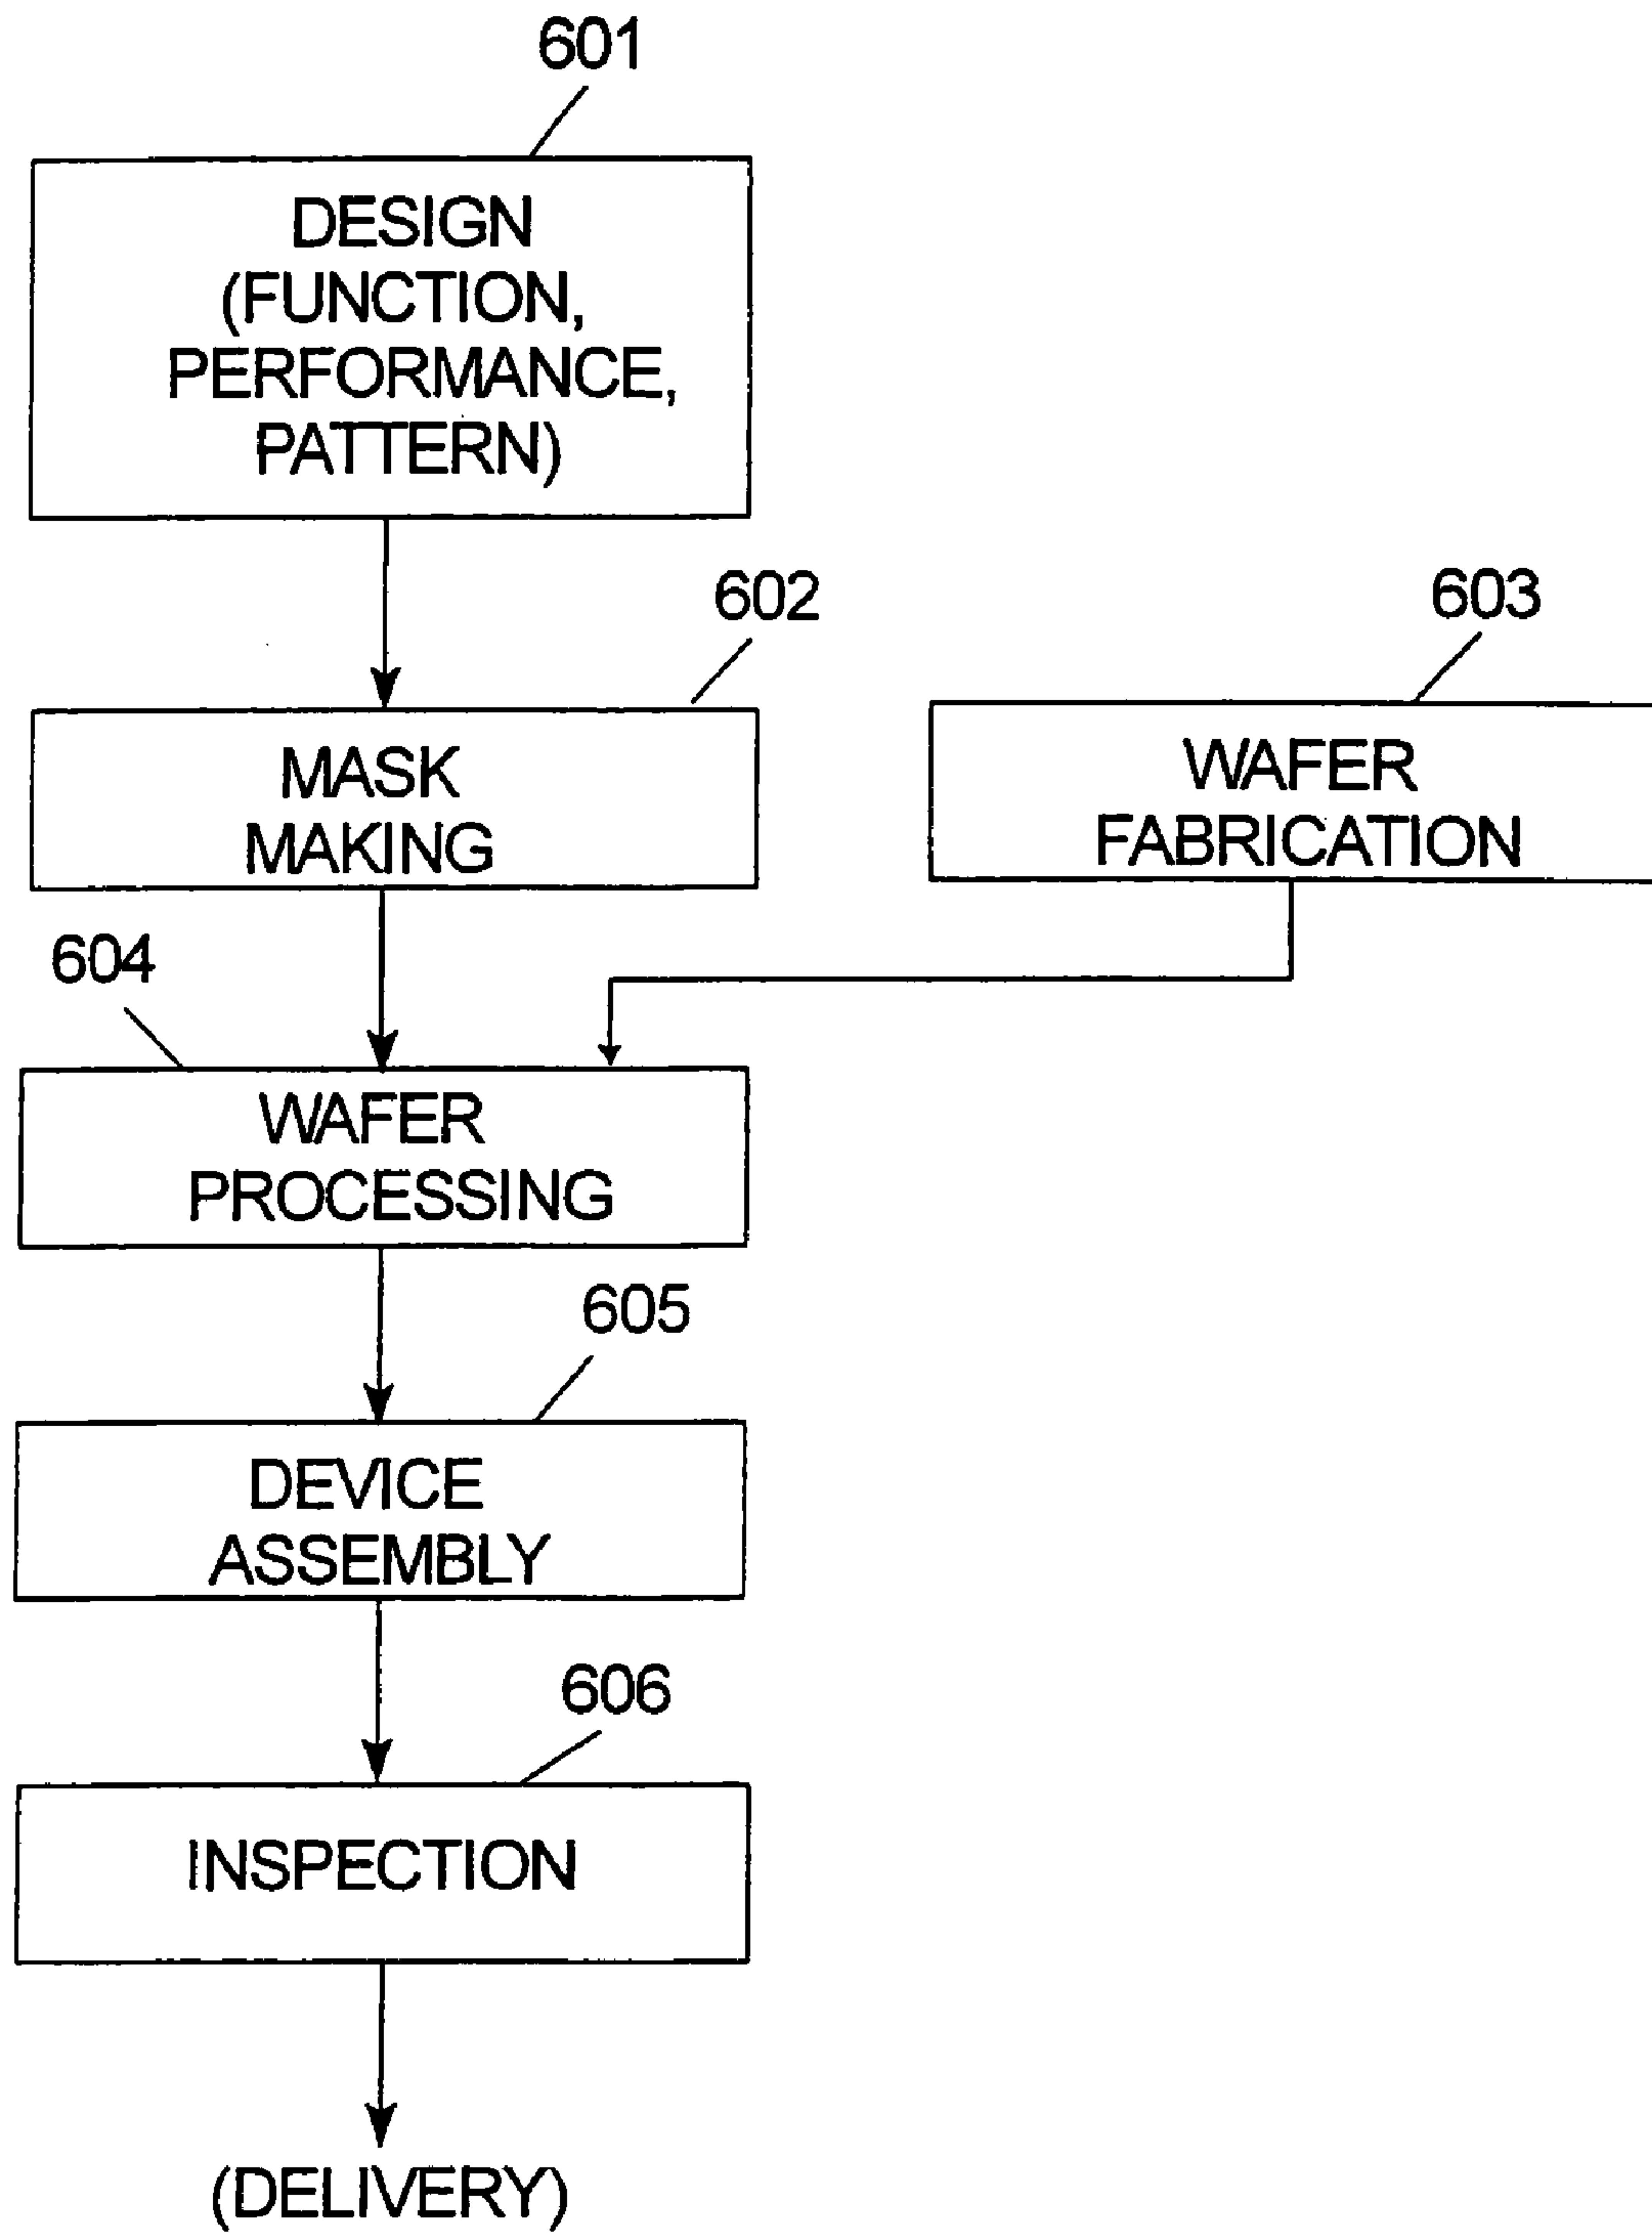 601
DESIGN
(FUNCTION,
PERFORMANCE,
PATTERN)
602
603
MASK
MAKING
WAFER
FABRICATION
604
WAFER
PROCESSING
605
DEVICE
ASSEMBLY
606
INSPECTION
(DELIVERY)